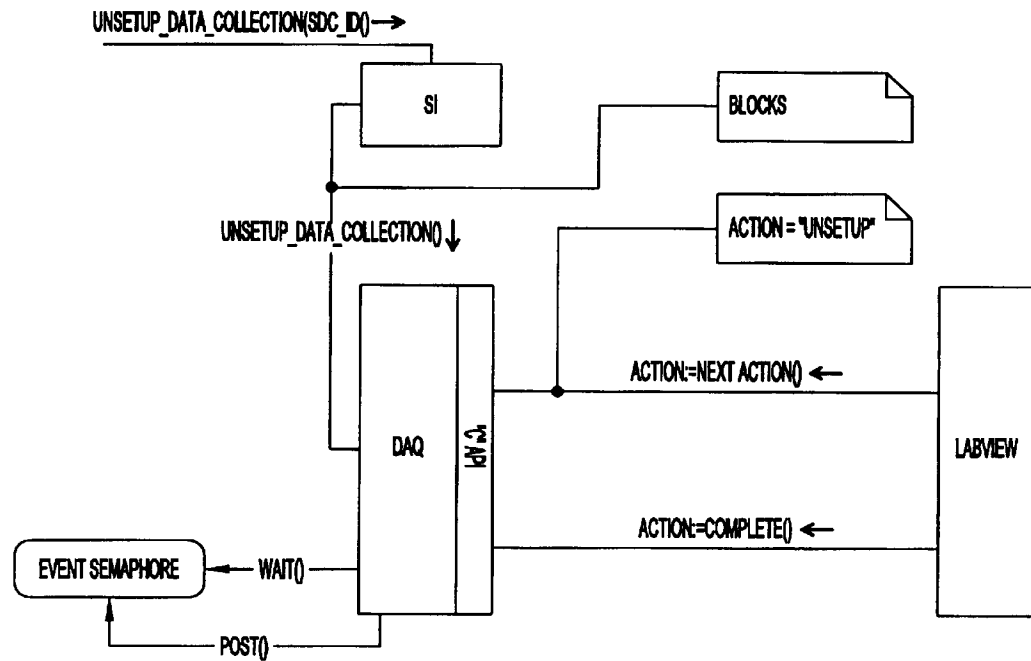 UNSETUP_DATA_COLLECTION(SDC_ID()
SI
BLOCKS
UNSETUP_DATA_COLLECTION()
ACTION = "UNSETUP"
ACTION:=NEXT ACTION()
DAQ
"C" API
LABVIEW
ACTION:=COMPLETE()
EVENT SEMAPHORE
WAIT()
POST()